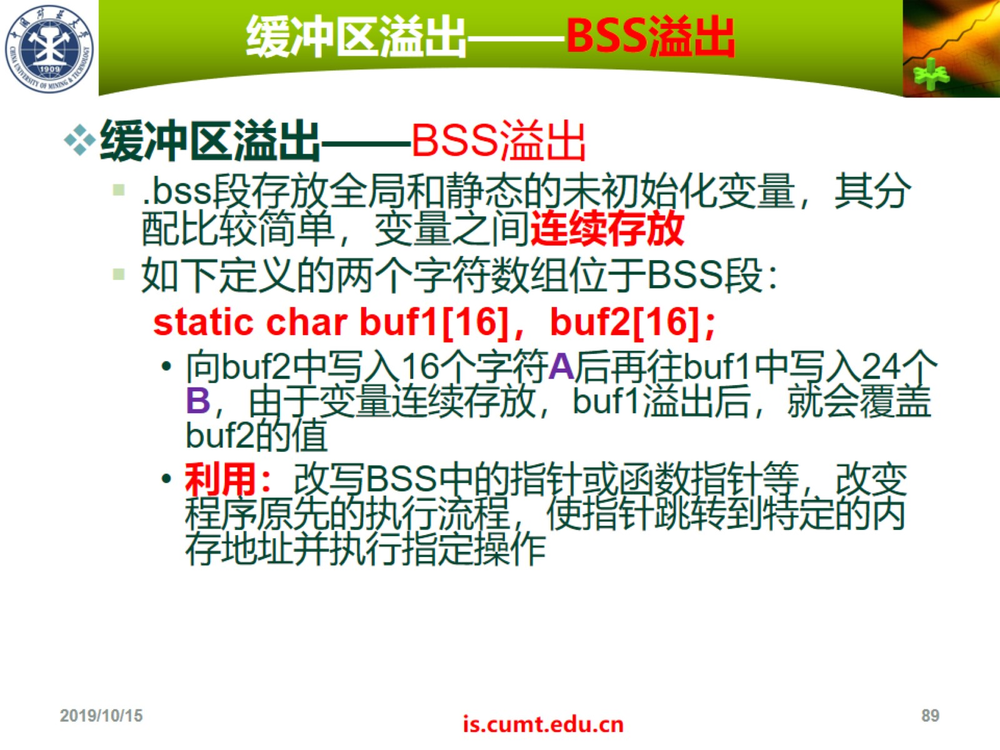 中国矿业大学
CHINA UNIVERSITY OF MINING & TECHNOLOGY
1909
缓冲区溢出——BSS溢出
缓冲区溢出——BSS溢出
.bss段存放全局和静态的未初始化变量，其分
配比较简单，变量之间连续存放
如下定义的两个字符数组位于BSS段：
static char buf1[16]，buf2[16]；
向buf2中写入16个字符A后再往buf1中写入24个
B，由于变量连续存放，buf1溢出后，就会覆盖
buf2的值
利用：改写BSS中的指针或函数指针等，改变
程序原先的执行流程，使指针跳转到特定的内
存地址并执行指定操作
2019/10/15
is.cumt.edu.cn
89